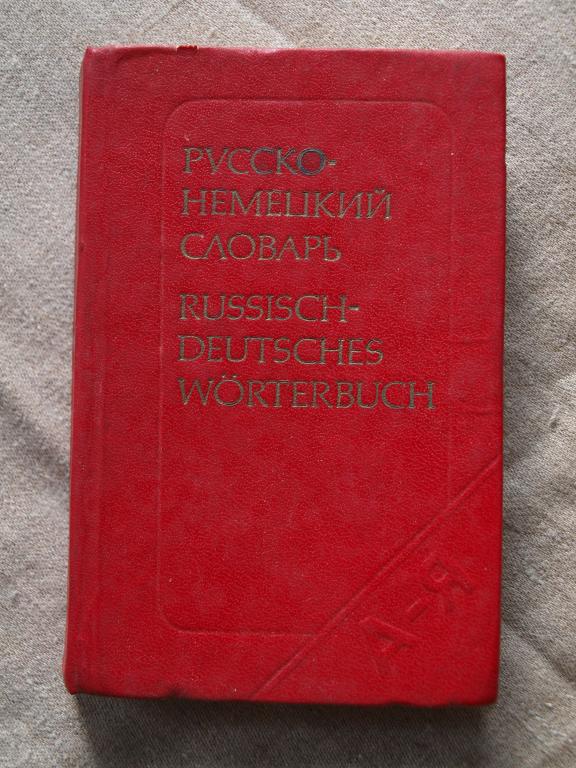 РУССКО-
НЕМЕЦКИЙ
СЛОВАРЬ
RUSSISCH-
DEUTSCHES
WÖRTERBUCH
А-Я